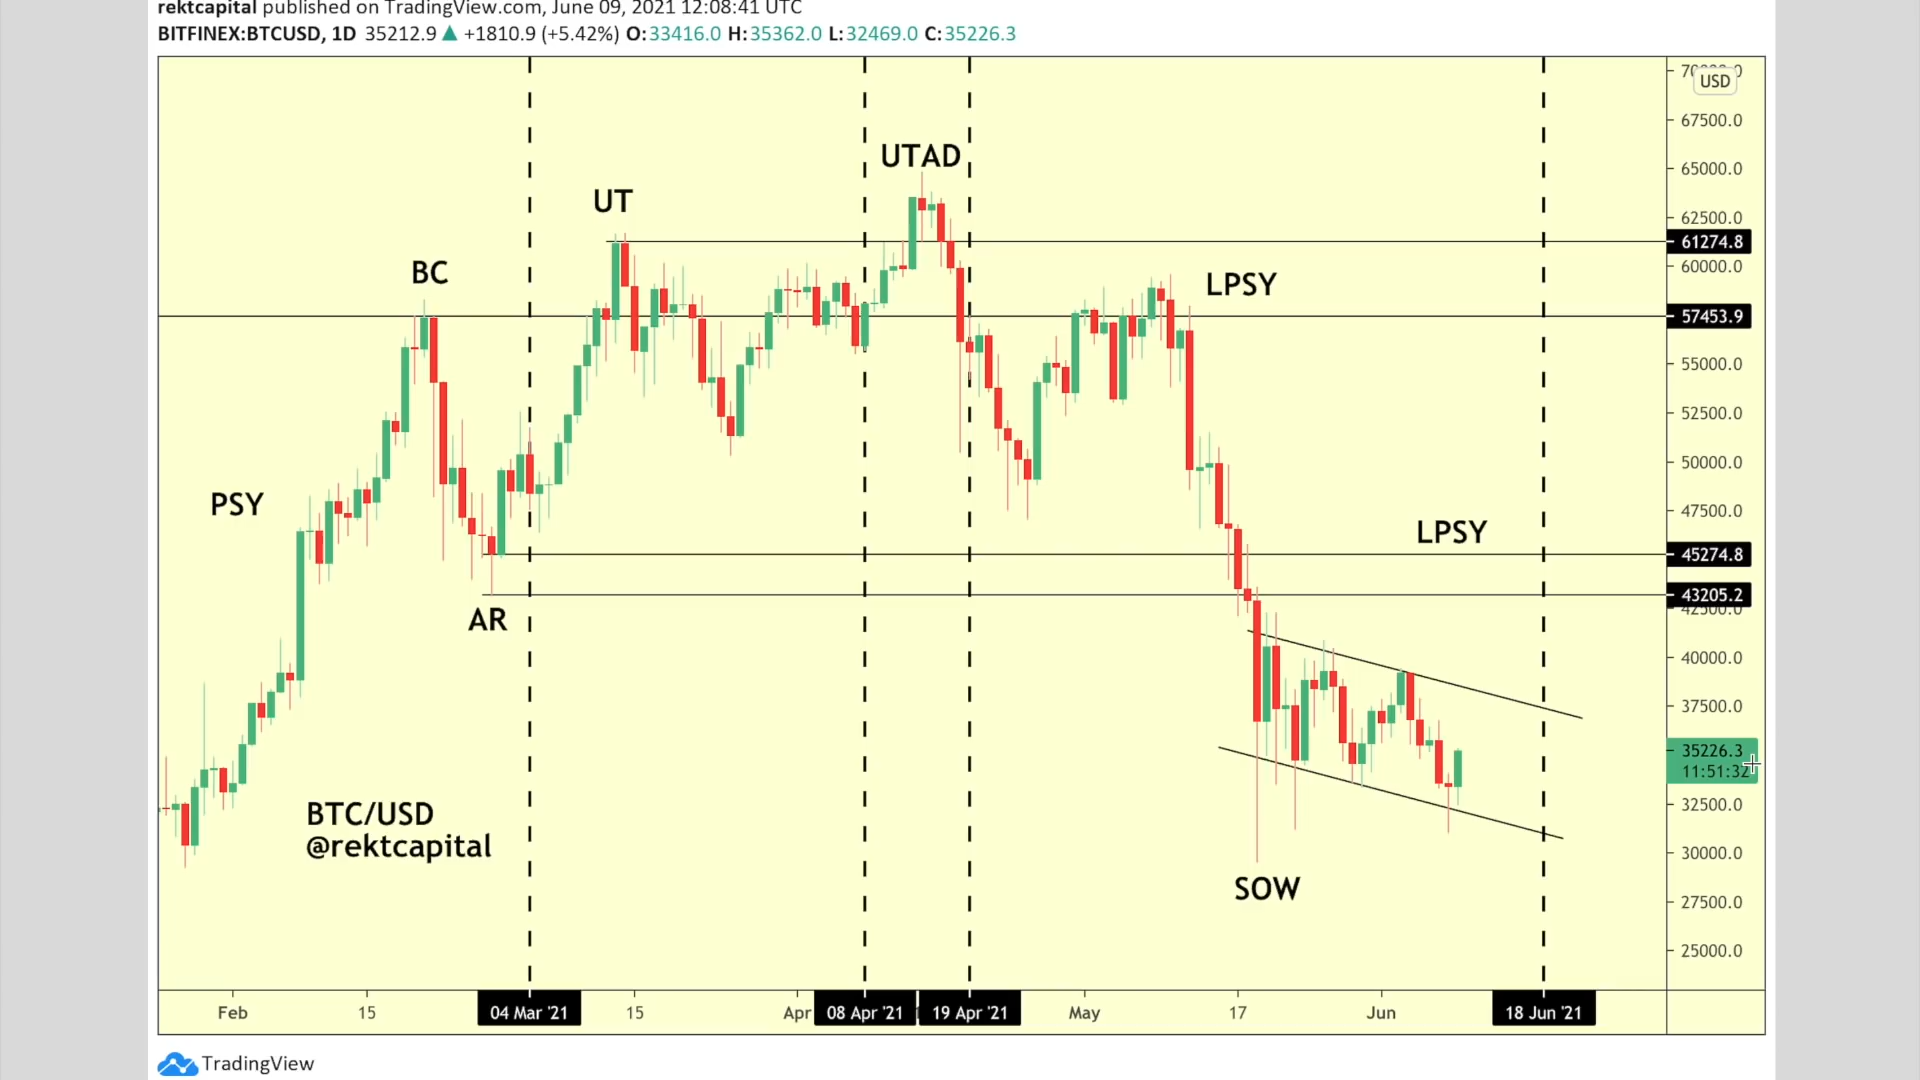 rektcapital published on TradingView.com, June 09, 2021 12:08:41 UTC
BITFINEX:BTCUSD, 1D 35212.9 ▲ +1810.9 (+5.42%) O:33416.0 H:35362.0 L:32469.0 C:35226.3
USD
67500.0
UTAD
65000.0
UT
62500.0
61274.8
60000.0
BC
LPSY
57453.9
55000.0
52500.0
50000.0
PSY
47500.0
LPSY
45274.8
43205.2
42500.0
AR
40000.0
37500.0
35226.3
11:51:32
32500.0
BTC/USD
@rektcapital
30000.0
SOW
27500.0
25000.0
Feb 15 04 Mar '21 15 Apr 08 Apr '21 19 Apr '21 May 17 Jun 18 Jun '21
TradingView